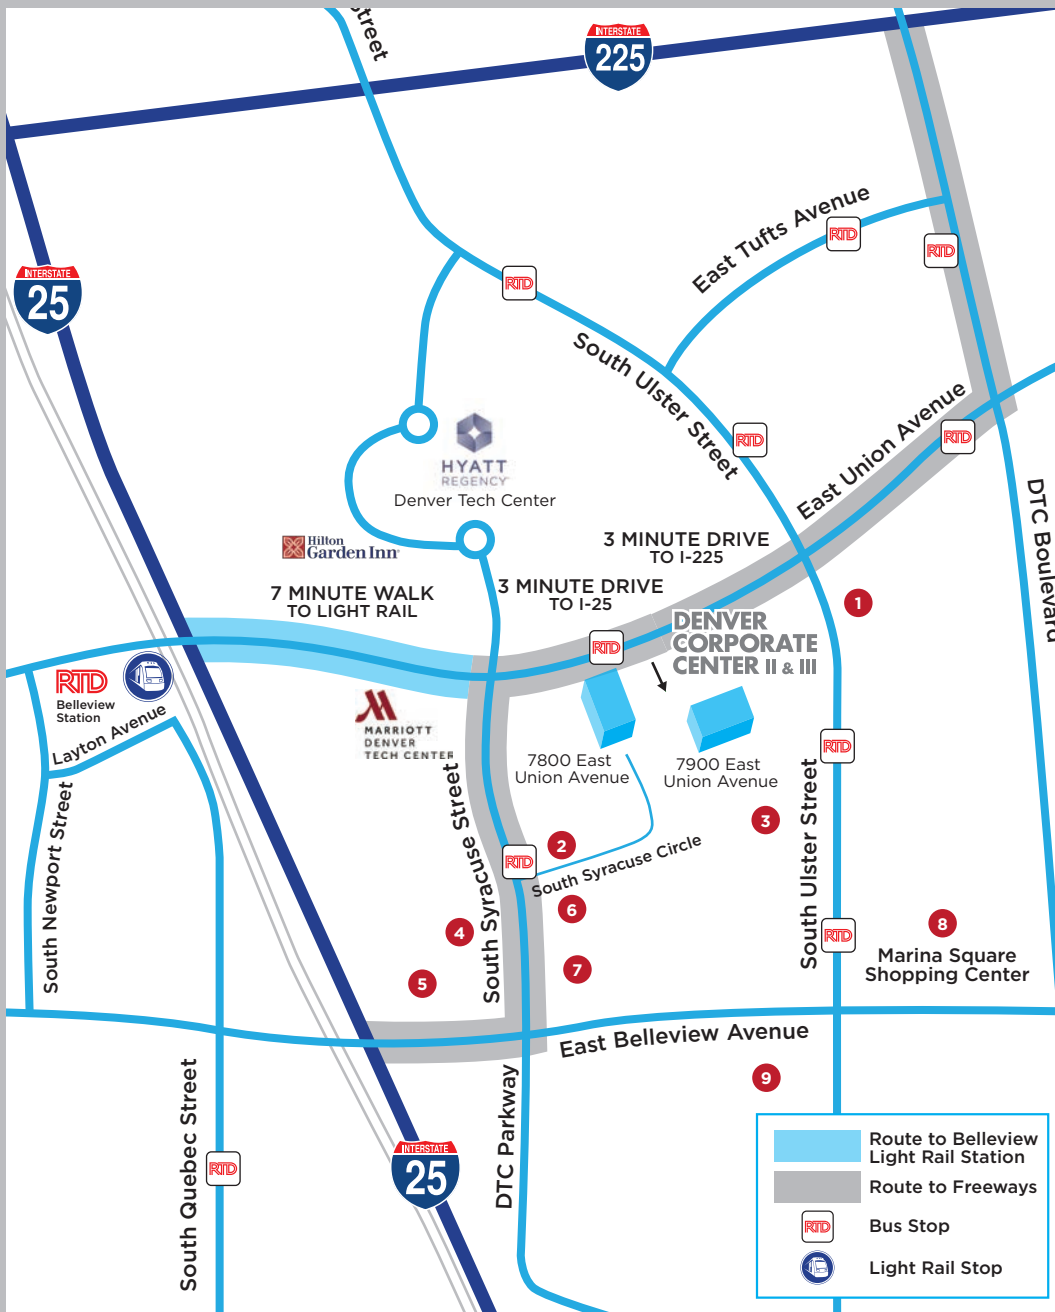 Street
INTERSTATE
225
East Tufts Avenue
RTD
RTD
INTERSTATE
25
RTD
South Ulster Street
RTD
East Union Avenue
RTD
HYATT
REGENCY
Denver Tech Center
DTC Boulevard
Hilton
Garden Inn
3 MINUTE DRIVE
TO I-225
7 MINUTE WALK
TO LIGHT RAIL
3 MINUTE DRIVE
TO I-25
1
DENVER
CORPORATE
CENTER II & III
RTD
RTD
Belleview
Station
Layton Avenue
MARRIOTT
DENVER
TECH CENTER
7800 East
Union Avenue
7900 East
Union Avenue
RTD
South Newport Street
South Syracuse Street
3
2
RTD
South Syracuse Circle
South Ulster Street
6
4
8
RTD
Marina Square
Shopping Center
7
5
East Belleview Avenue
9
South Quebec Street
DTC Parkway
RTD
INTERSTATE
25
Route to Belleview
Light Rail Station
Route to Freeways
RTD
Bus Stop
Light Rail Stop